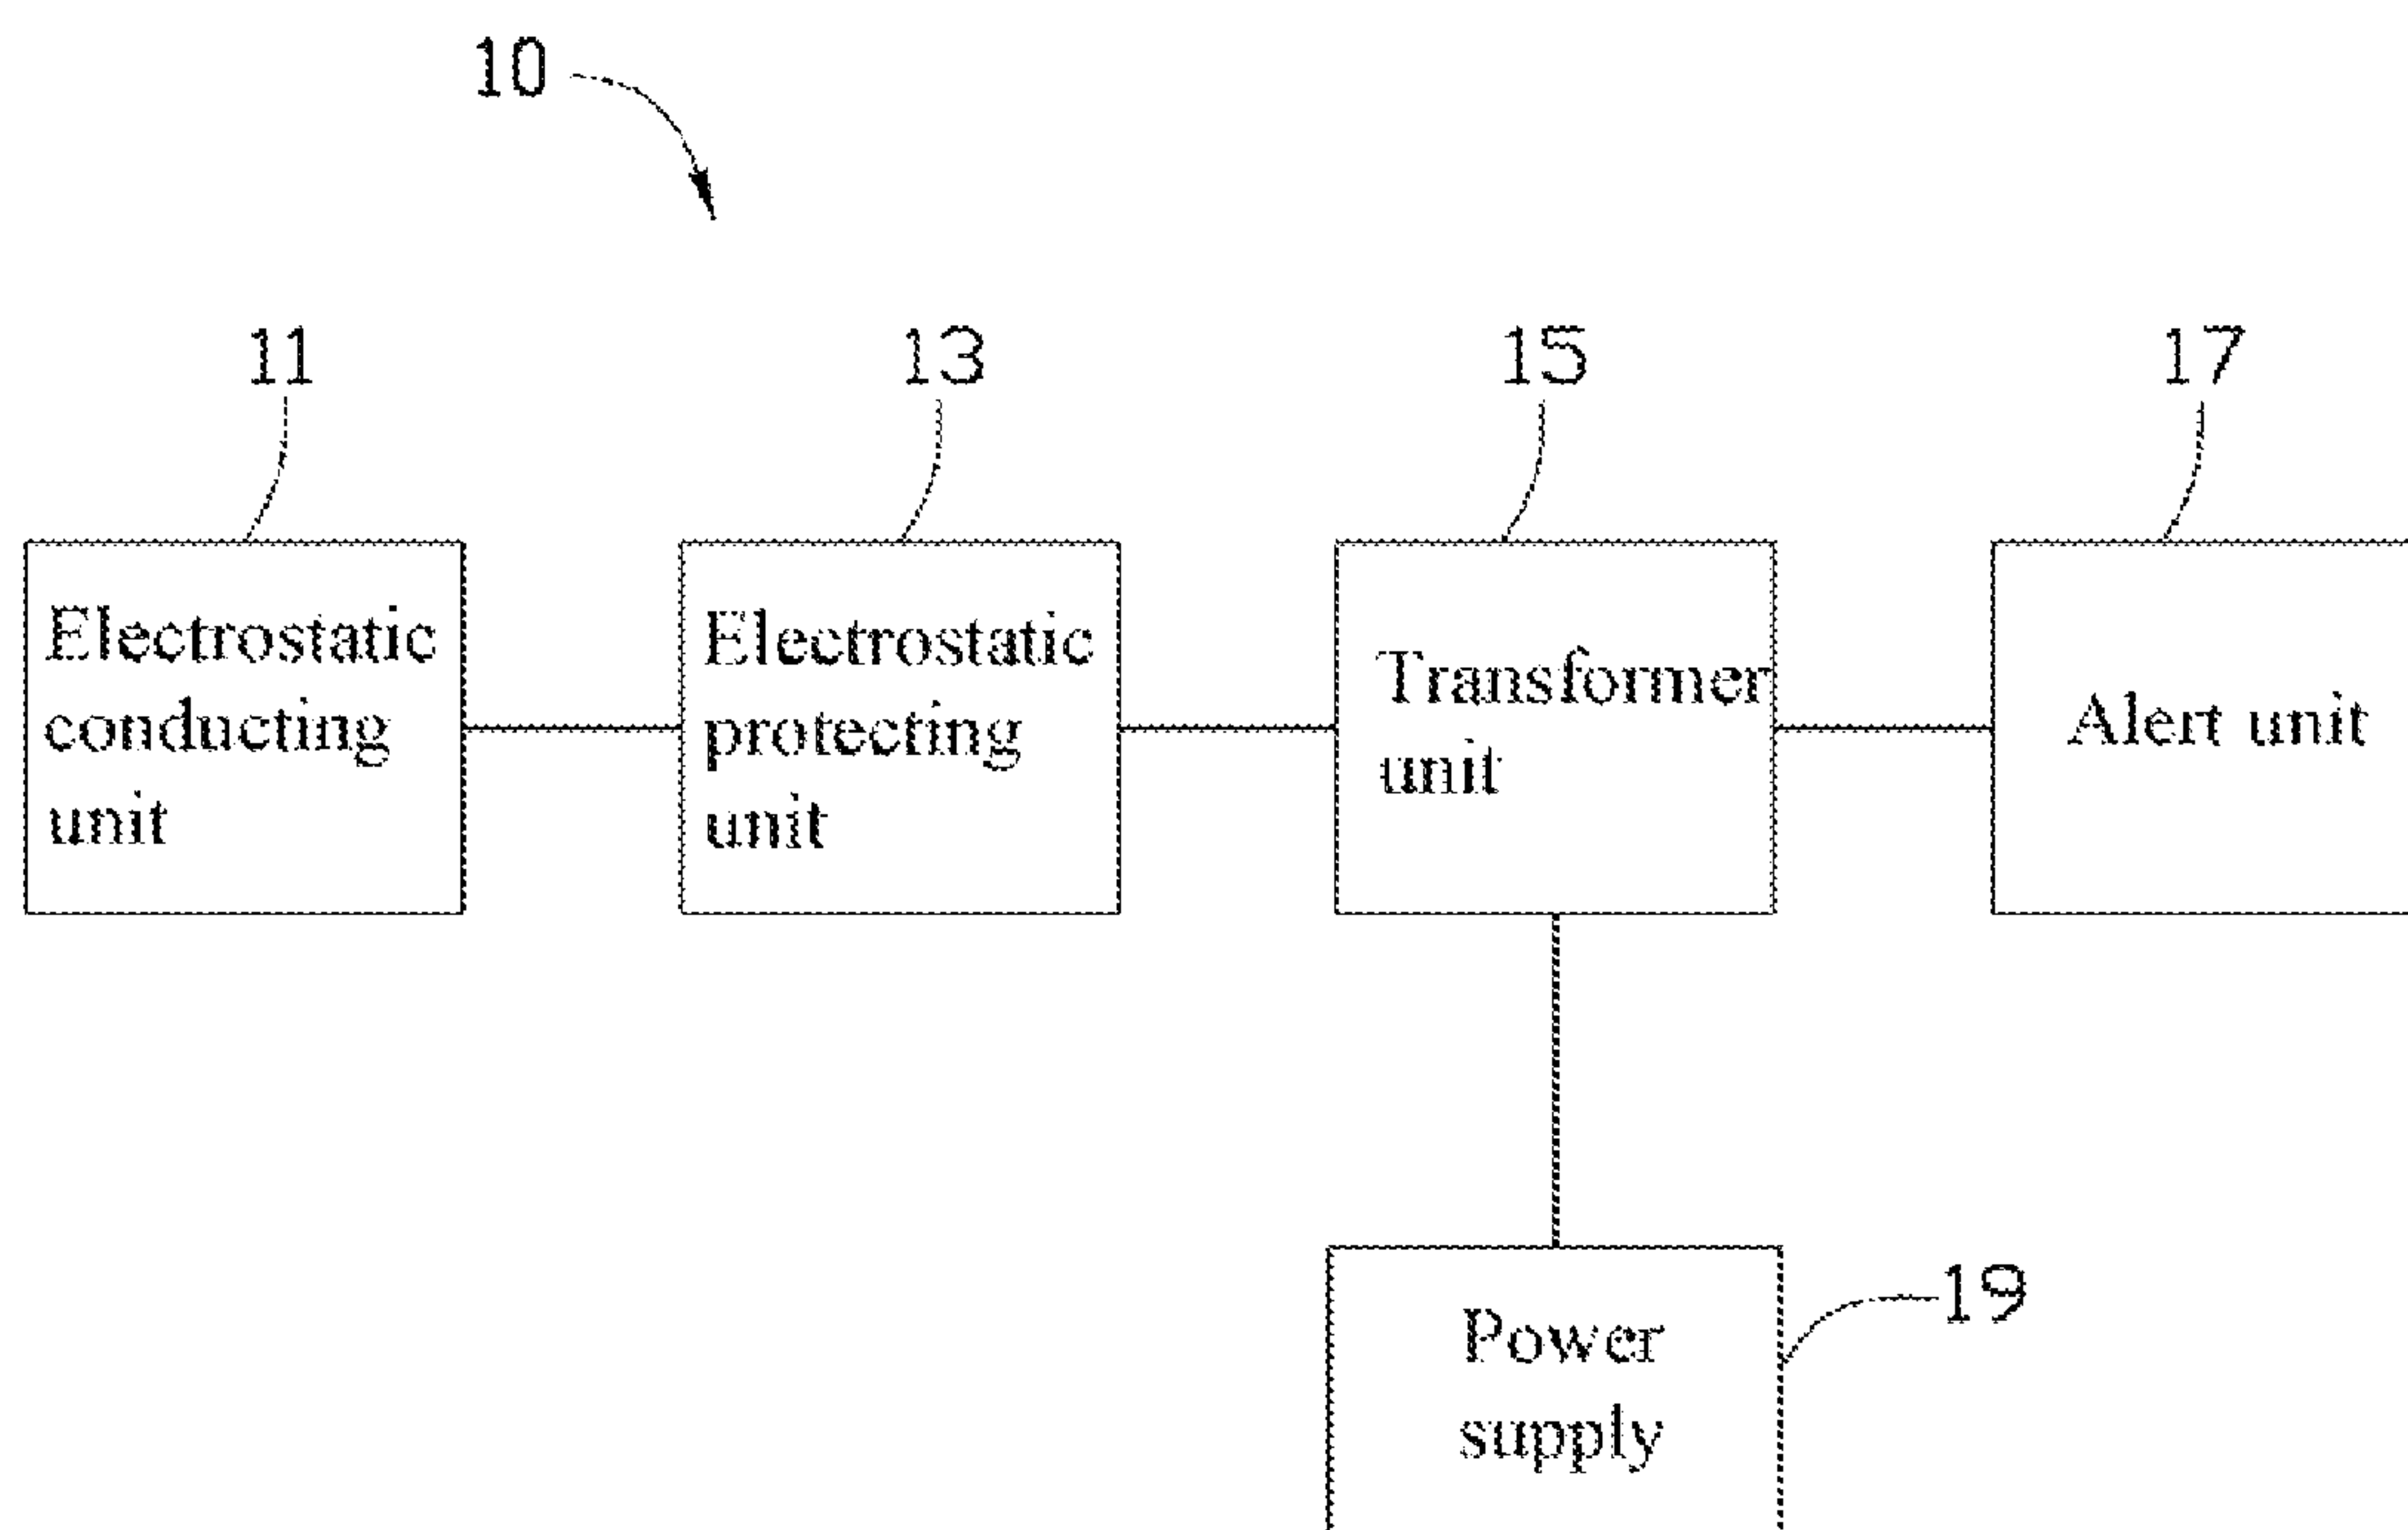 10
11
13
15
17
Electrostatic
conducting
unit
Electrostatic
protecting
unit
Transformer
unit
Alert unit
19
Power
supply